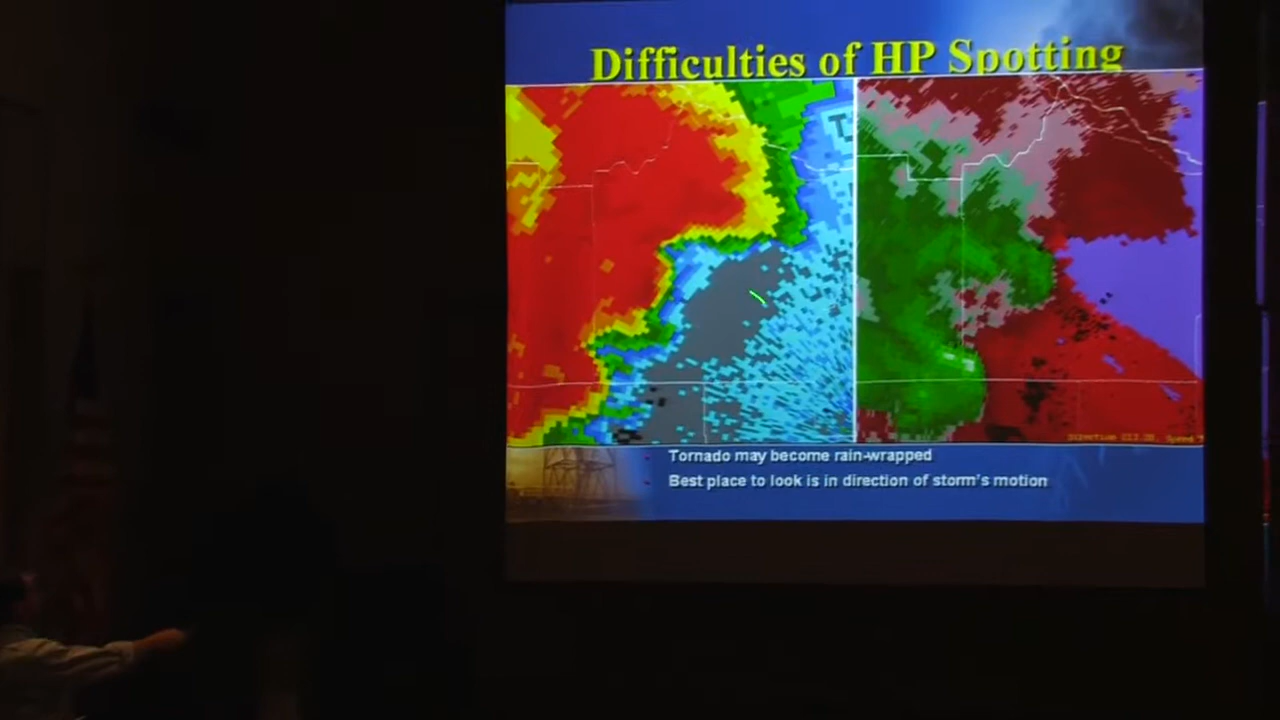 Difficulties of HP Spotting
Tornado may become rain-wrapped
Best place to look is in direction of storm's motion